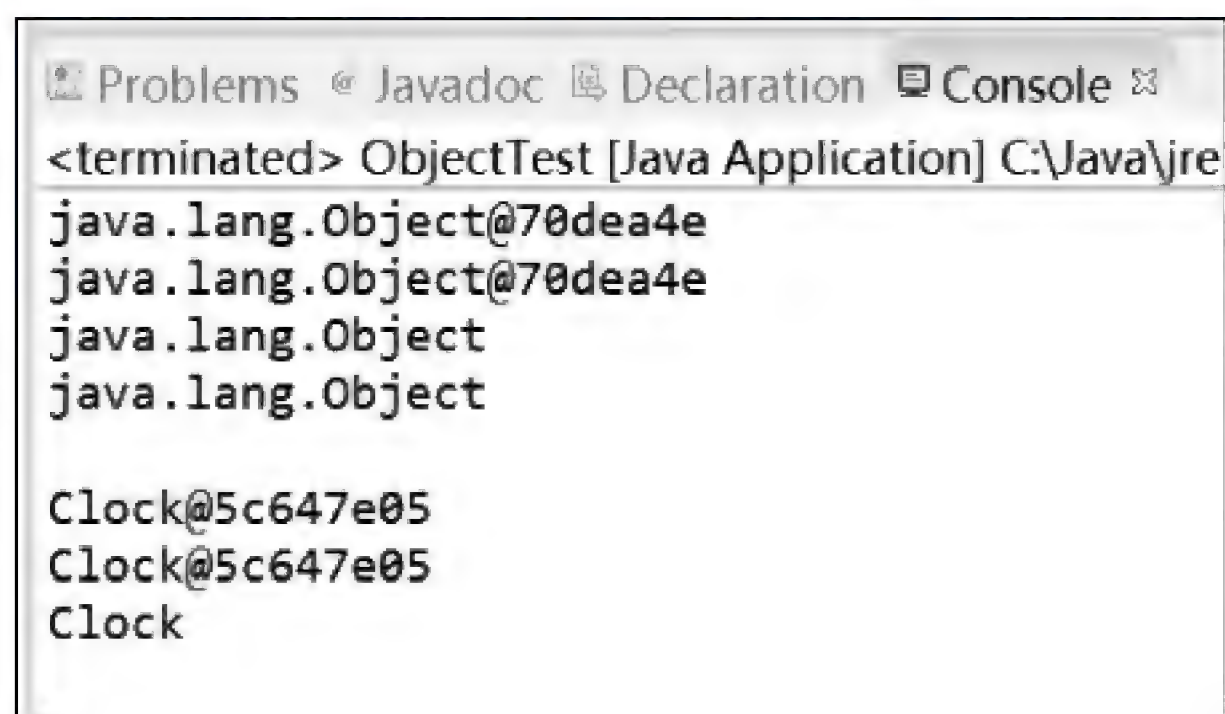 Problems @ Javadoc Declaration Console
<terminated> ObjectTest [Java Application] C:\Java\jre
java.lang.Object@70dea4e
java.lang.Object@70dea4e
java.lang.Object
java.lang.Object
Clock@5c647e05
Clock@5c647e05
Clock